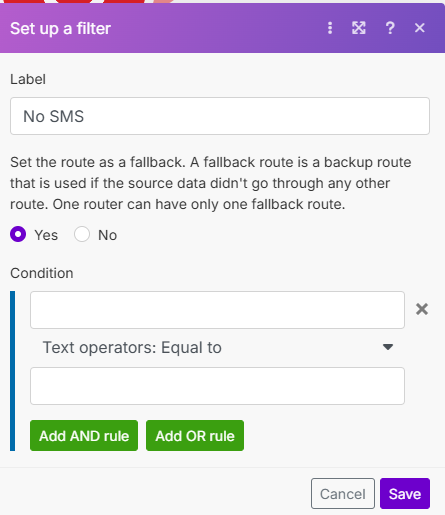 Set up a filter
Label
No SMS
Set the route as a fallback. A fallback route is a backup route
that is used if the source data didn't go through any other
route. One router can have only one fallback route.
Yes No
Condition
Text operators: Equal to
Add AND rule Add OR rule
Cancel Save